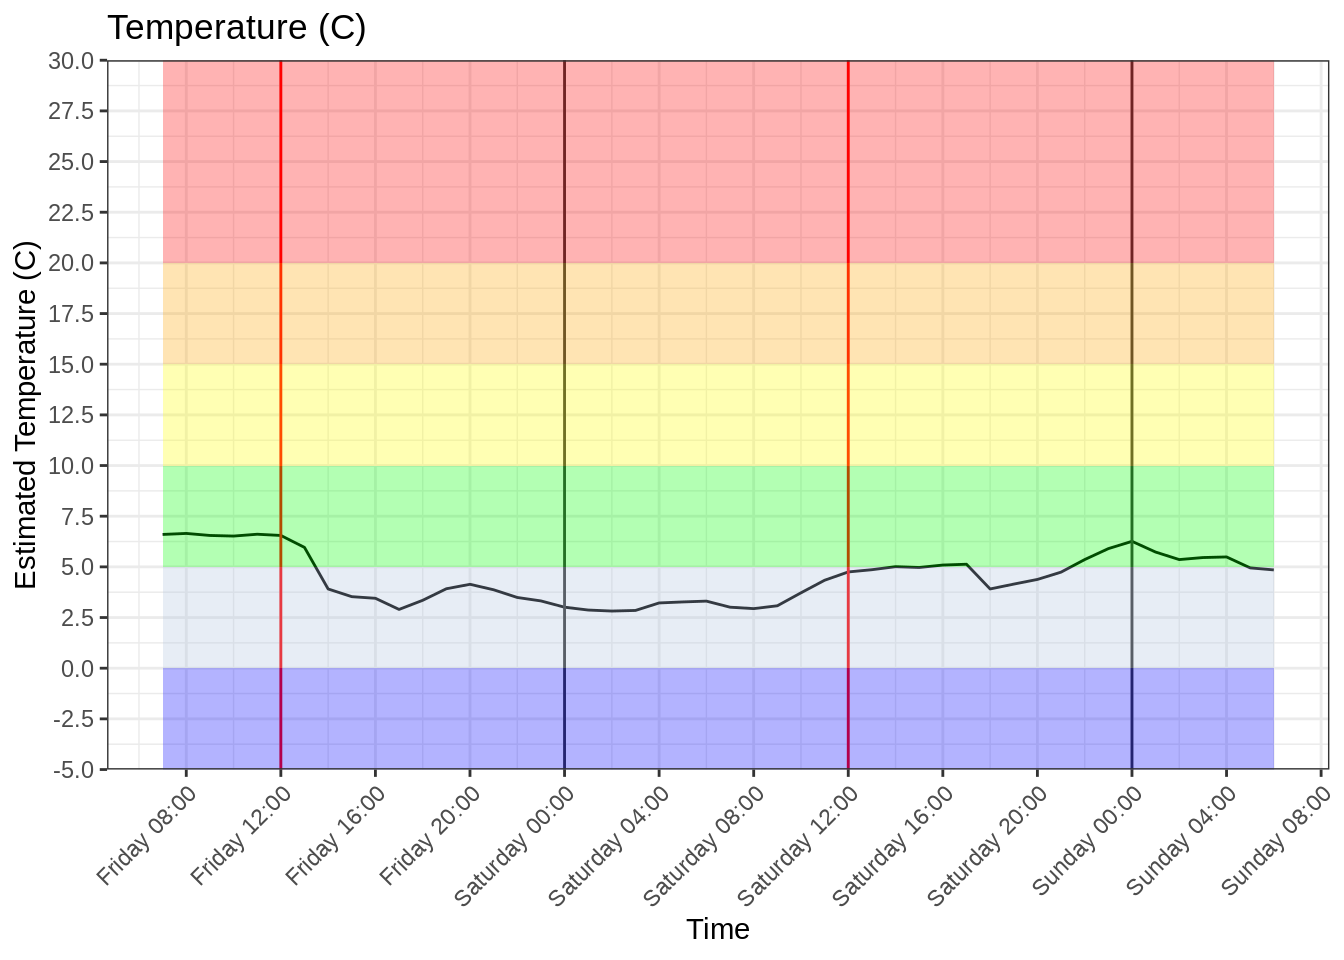 Temperature (C)
Estimated Temperature (C)
30.0
27.5
25.0
22.5
20.0
17.5
15.0
12.5
10.0
7.5
5.0
2.5
0.0
-2.5
-5.0
Friday 08:00
Friday 12:00
Friday 16:00
Friday 20:00
Saturday 00:00
Saturday 04:00
Saturday 08:00
Saturday 12:00
Saturday 16:00
Saturday 20:00
Sunday 00:00
Sunday 04:00
Sunday 08:00
Time